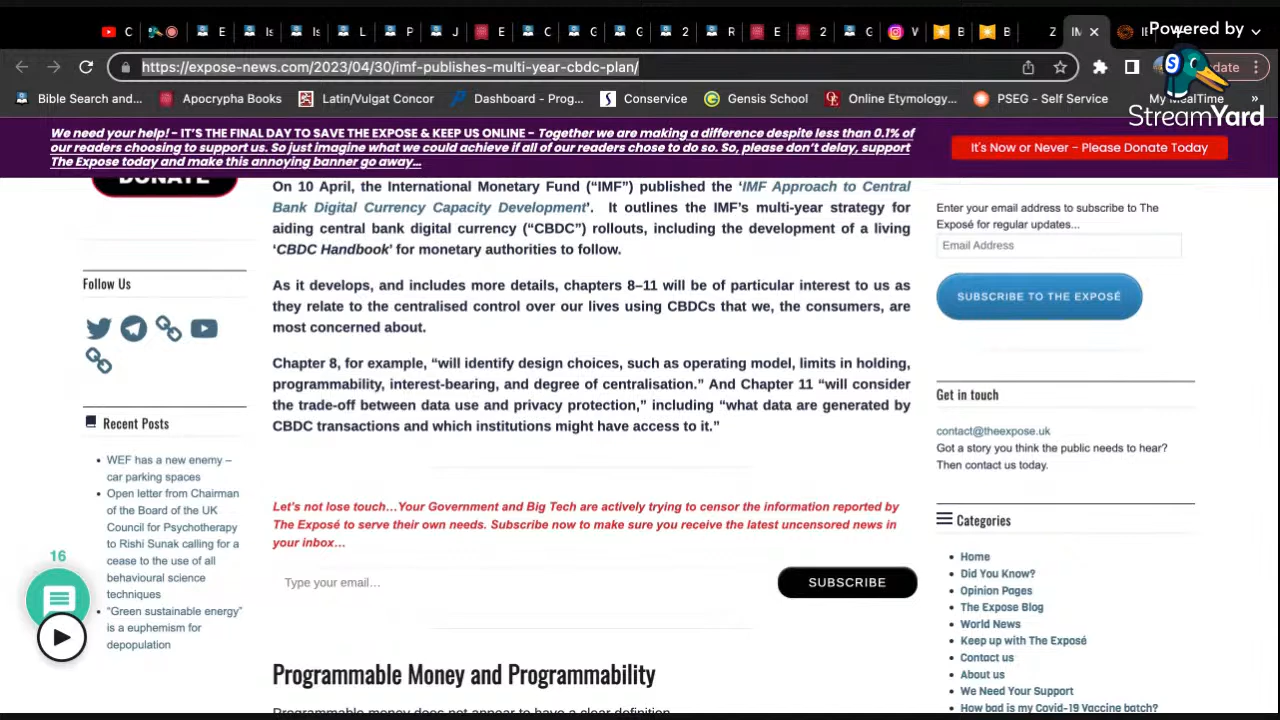 C
E
Is
Is
L
P
J
E
C
G
G
2
R
E
2
G
V
B
B
Z
IM
Powered by
https://expose-news.com/2023/04/30/imf-publishes-multi-year-cbdc-plan/
Bible Search and...
Apocrypha Books
Latin/Vulgat Concor
Dashboard - Prog...
Conservice
Gensis School
Online Etymology...
PSEG - Self Service
My MealTime
»
StreamYard
We need your help! - IT'S THE FINAL DAY TO SAVE THE EXPOSE & KEEP US ONLINE - Together we are making a difference despite less than 0.1% of
our readers choosing to support us. So just imagine what we could achieve if all of our readers chose to do so. So, please don't delay, support
The Expose today and make this annoying banner go away...
It's Now or Never - Please Donate Today
DONATE
Follow Us
Recent Posts
WEF has a new enemy –
car parking spaces
Open letter from Chairman
of the Board of the UK
Council for Psychotherapy
to Rishi Sunak calling for a
cease to the use of all
behavioural science
techniques
“Green sustainable energy”
is a euphemism for
depopulation
16
On 10 April, the International Monetary Fund (“IMF”) published the ‘IMF Approach to Central
Bank Digital Currency Capacity Development’. It outlines the IMF’s multi-year strategy for
aiding central bank digital currency (“CBDC”) rollouts, including the development of a living
‘CBDC Handbook’ for monetary authorities to follow.
As it develops, and includes more details, chapters 8–11 will be of particular interest to us as
they relate to the centralised control over our lives using CBDCs that we, the consumers, are
most concerned about.
Chapter 8, for example, “will identify design choices, such as operating model, limits in holding,
programmability, interest-bearing, and degree of centralisation.” And Chapter 11 “will consider
the trade-off between data use and privacy protection,” including “what data are generated by
CBDC transactions and which institutions might have access to it.”
Let’s not lose touch…Your Government and Big Tech are actively trying to censor the information reported by
The Exposé to serve their own needs. Subscribe now to make sure you receive the latest uncensored news in
your inbox…
Type your email…
SUBSCRIBE
Programmable Money and Programmability
Programmable money does not appear to have a clear definition
Enter your email address to subscribe to The
Exposé for regular updates...
Email Address
SUBSCRIBE TO THE EXPOSÉ
Get in touch
contact@theexpose.uk
Got a story you think the public needs to hear?
Then contact us today.
Categories
Home
Did You Know?
Opinion Pages
The Expose Blog
World News
Keep up with The Exposé
Contact us
About us
We Need Your Support
How bad is my Covid-19 Vaccine batch?